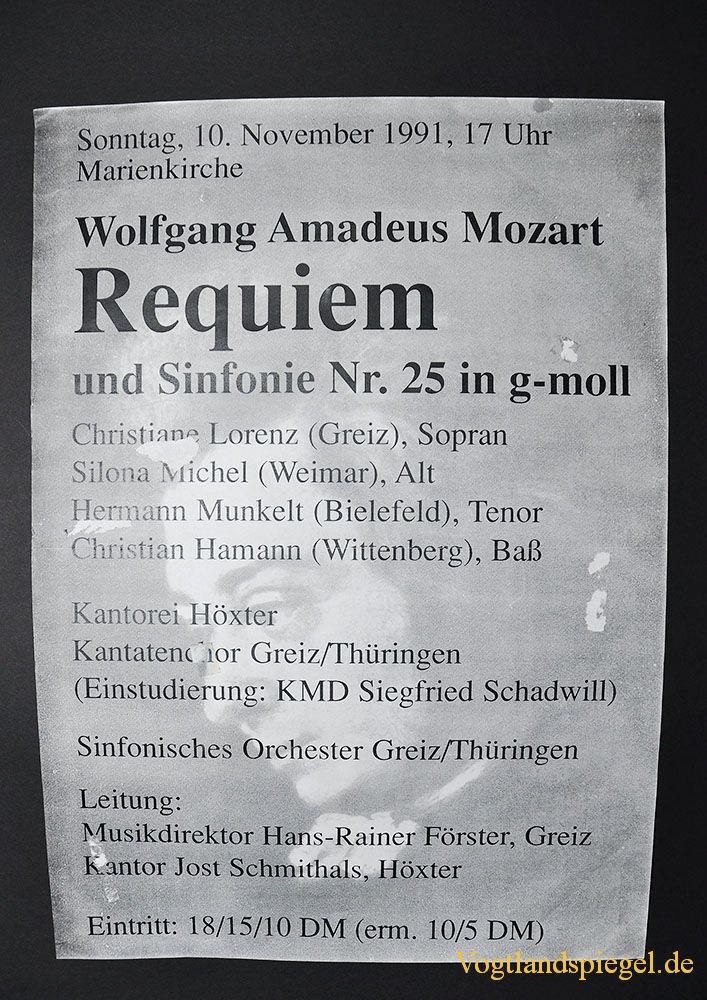 Sonntag, 10. November 1991, 17 Uhr
Marienkirche
Wolfgang Amadeus Mozart
Requiem
und Sinfonie Nr. 25 in g-moll
Christiane Lorenz (Greiz), Sopran
Silona Michel (Weimar), Alt
Hermann Munkelt (Bielefeld), Tenor
Christian Hamann (Wittenberg), Baß
Kantorei Höxter
Kantatenchor Greiz/Thüringen
(Einstudierung: KMD Siegfried Schadwill)
Sinfonisches Orchester Greiz/Thüringen
Leitung:
Musikdirektor Hans-Rainer Förster, Greiz
Kantor Jost Schmithals, Höxter
Eintritt: 18/15/10 DM (erm. 10/5 DM)
Vogtlandspiegel.de